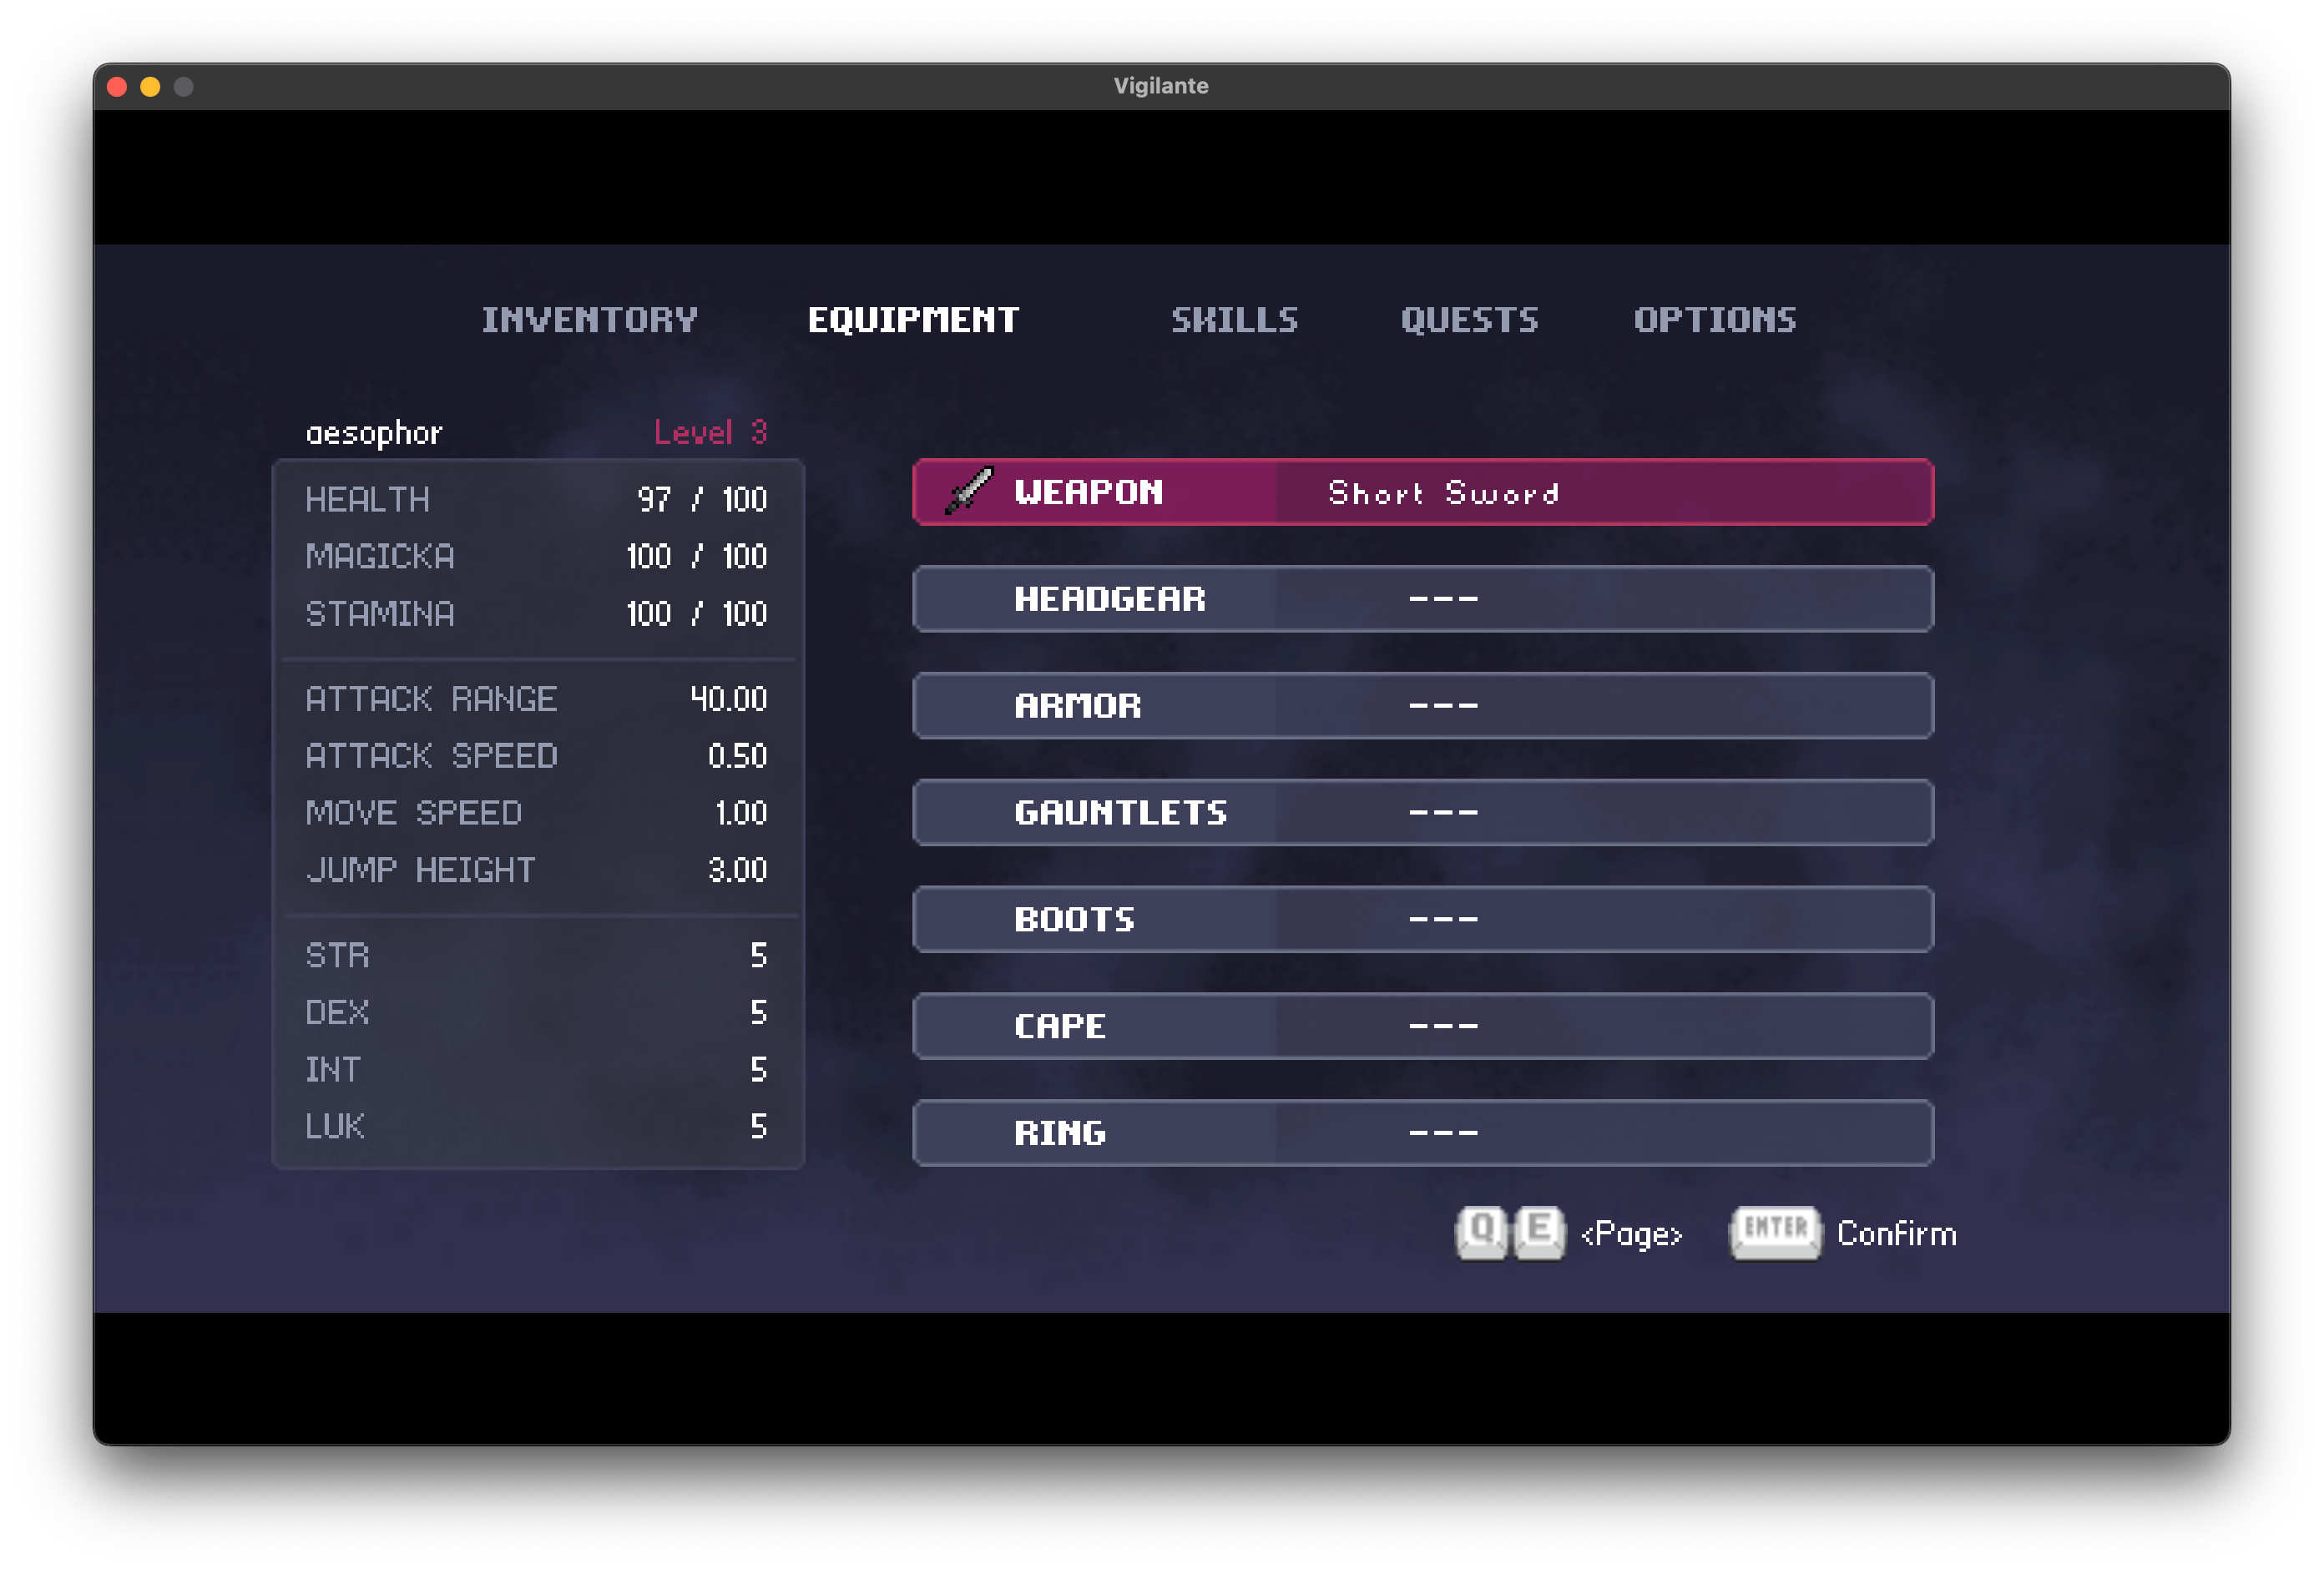 Vigilante
INVENTORY EQUIPMENT SKILLS QUESTS OPTIONS
aesophor Level 3
HEALTH 97 / 100
MAGICKA 100 / 100
STAMINA 100 / 100
ATTACK RANGE 40.00
ATTACK SPEED 0.50
MOVE SPEED 1.00
JUMP HEIGHT 3.00
STR 5
DEX 5
INT 5
LUK 5
WEAPON Short Sword
HEADGEAR ---
ARMOR ---
GAUNTLETS ---
BOOTS ---
CAPE ---
RING ---
Q E <Page> ENTER Confirm